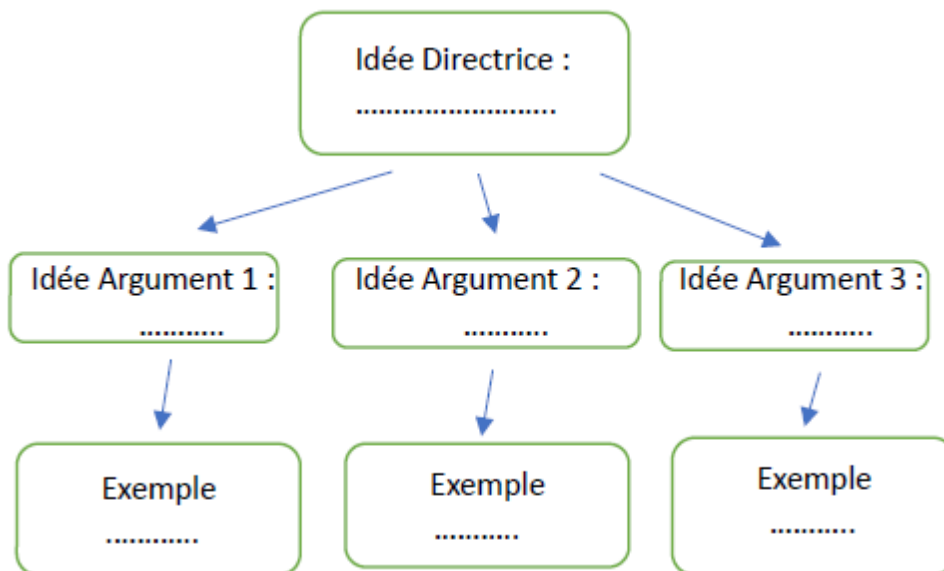 Idée Directrice :
..........................
Idée Argument 1 :
...........
Idée Argument 2 :
...........
Idée Argument 3 :
...........
Exemple
............
Exemple
...........
Exemple
...........